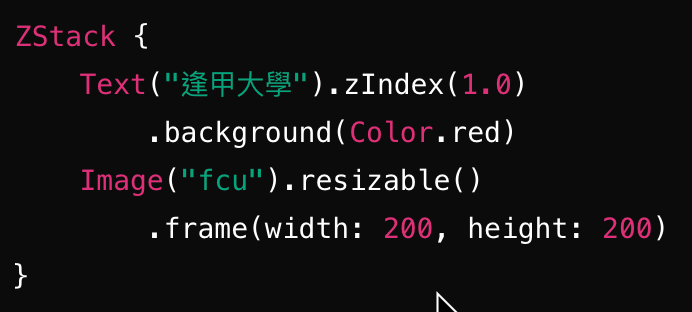 ZStack {
    Text("逢甲大學").zIndex(1.0)
        .background(Color.red)
    Image("fcu").resizable()
        .frame(width: 200, height: 200)
}